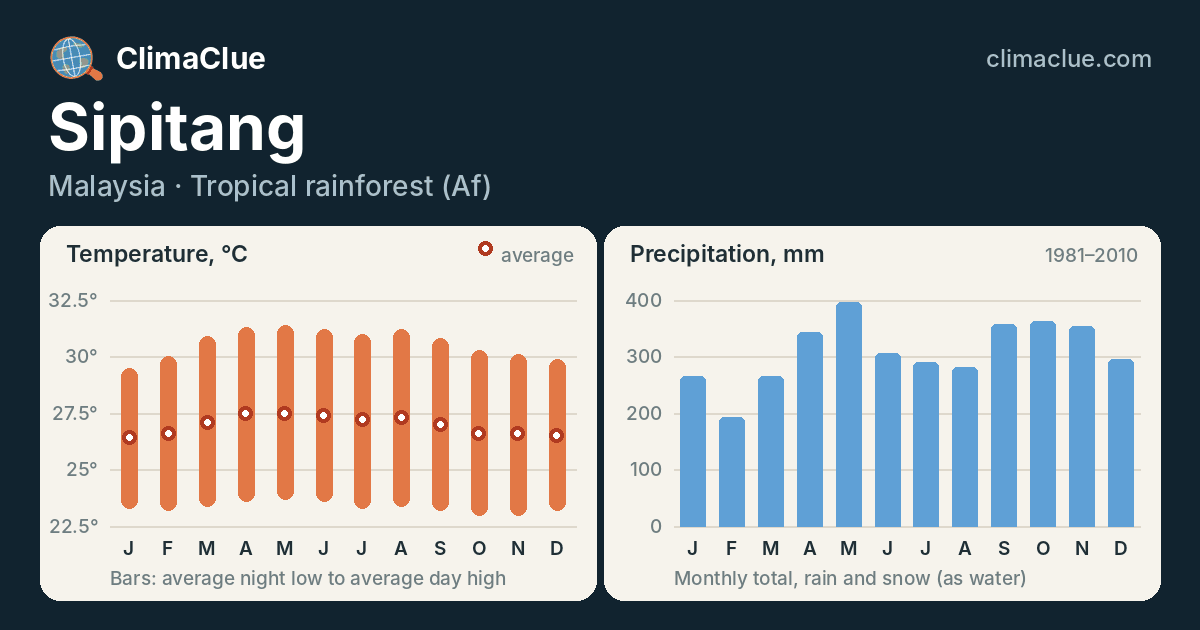 ClimaClue
climaclue.com
Sipitang
Malaysia · Tropical rainforest (Af)
Temperature, °C
average
32.5°
30°
27.5°
25°
22.5°
J F M A M J J A S O N D
Bars: average night low to average day high
Precipitation, mm
1981–2010
400
300
200
100
0
J F M A M J J A S O N D
Monthly total, rain and snow (as water)